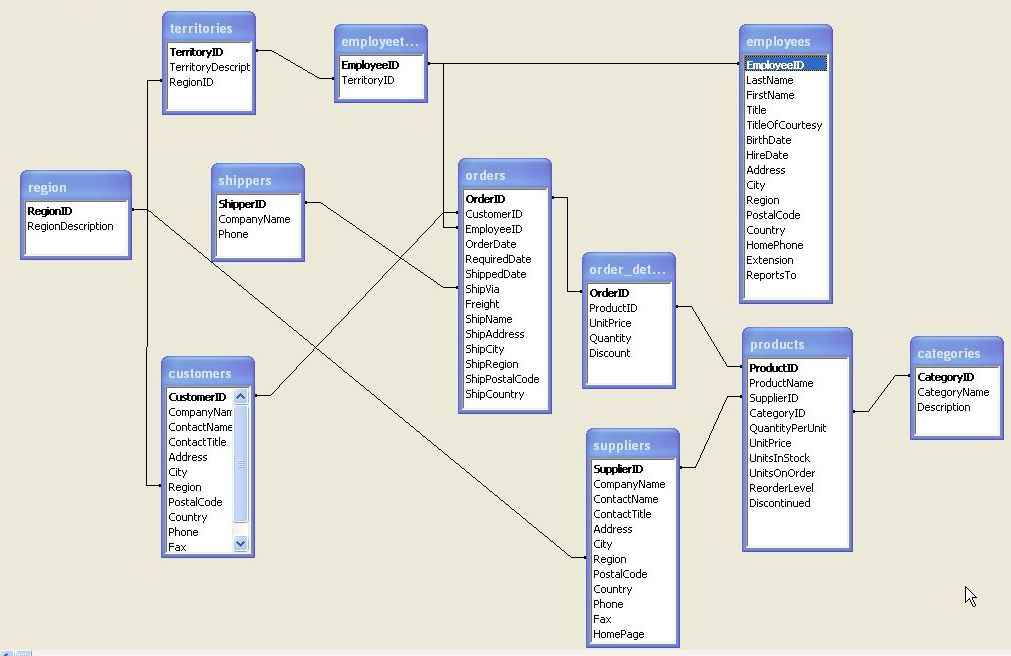 territories
TerritoryID
TerritoryDescript
RegionID
employeet...
EmployeeID
TerritoryID
employees
EmployeeID
LastName
FirstName
Title
TitleOfCourtesy
BirthDate
HireDate
Address
City
Region
PostalCode
Country
HomePhone
Extension
ReportsTo
region
RegionID
RegionDescription
shippers
ShipperID
CompanyName
Phone
orders
OrderID
CustomerID
EmployeeID
OrderDate
RequiredDate
ShippedDate
ShipVia
Freight
ShipName
ShipAddress
ShipCity
ShipRegion
ShipPostalCode
ShipCountry
order_det...
OrderID
ProductID
UnitPrice
Quantity
Discount
products
ProductID
ProductName
SupplierID
CategoryID
QuantityPerUnit
UnitPrice
UnitsInStock
UnitsOnOrder
ReorderLevel
Discontinued
categories
CategoryID
CategoryName
Description
customers
CustomerID
CompanyNam
ContactName
ContactTitle
Address
City
Region
PostalCode
Country
Phone
Fax
suppliers
SupplierID
CompanyName
ContactName
ContactTitle
Address
City
Region
PostalCode
Country
Phone
Fax
HomePage